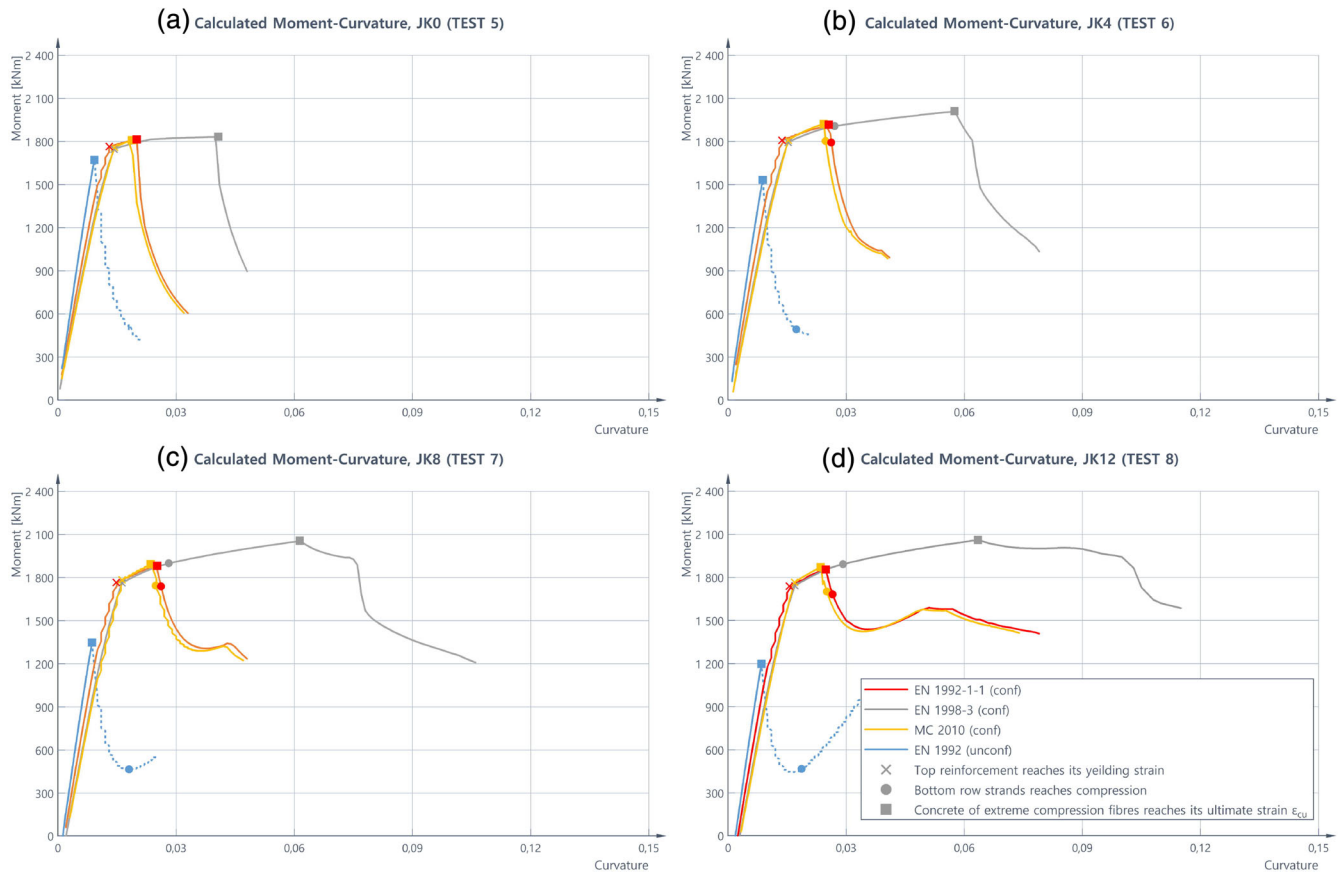 (a) Calculated Moment-Curvature, JK0 (TEST 5)
Moment [kNm]
2 400
2 100
1 800
1 500
1 200
900
600
300
0
0 0,03 0,06 0,09 0,12 0,15
Curvature
(b) Calculated Moment-Curvature, JK4 (TEST 6)
Moment [kNm]
2 400
2 100
1 800
1 500
1 200
900
600
300
0
0 0,03 0,06 0,09 0,12 0,15
Curvature
(c) Calculated Moment-Curvature, JK8 (TEST 7)
Moment [kNm]
2 400
2 100
1 800
1 500
1 200
900
600
300
0
0 0,03 0,06 0,09 0,12 0,15
Curvature
(d) Calculated Moment-Curvature, JK12 (TEST 8)
Moment [kNm]
2 400
2 100
1 800
1 500
1 200
900
600
300
0
EN 1992-1-1 (conf)
EN 1998-3 (conf)
MC 2010 (conf)
EN 1992 (unconf)
Top reinforcement reaches its yeilding strain
Bottom row strands reaches compression
Concrete of extreme compression fibres reaches its ultimate strain εcu
0 0,03 0,06 0,09 0,12 0,15
Curvature